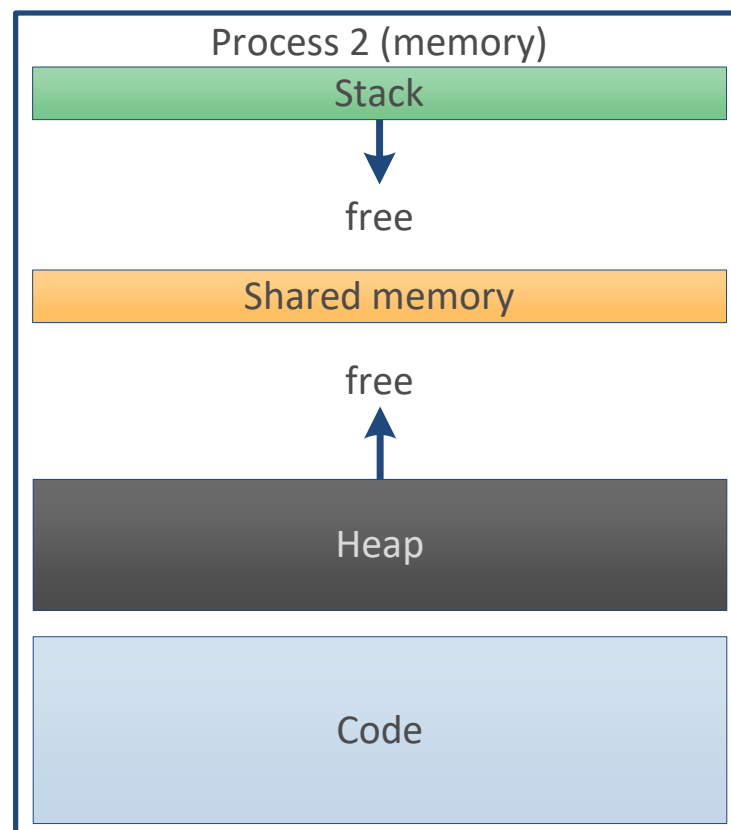 Process 2 (memory)
Stack
free
Shared memory
free
Heap
Code